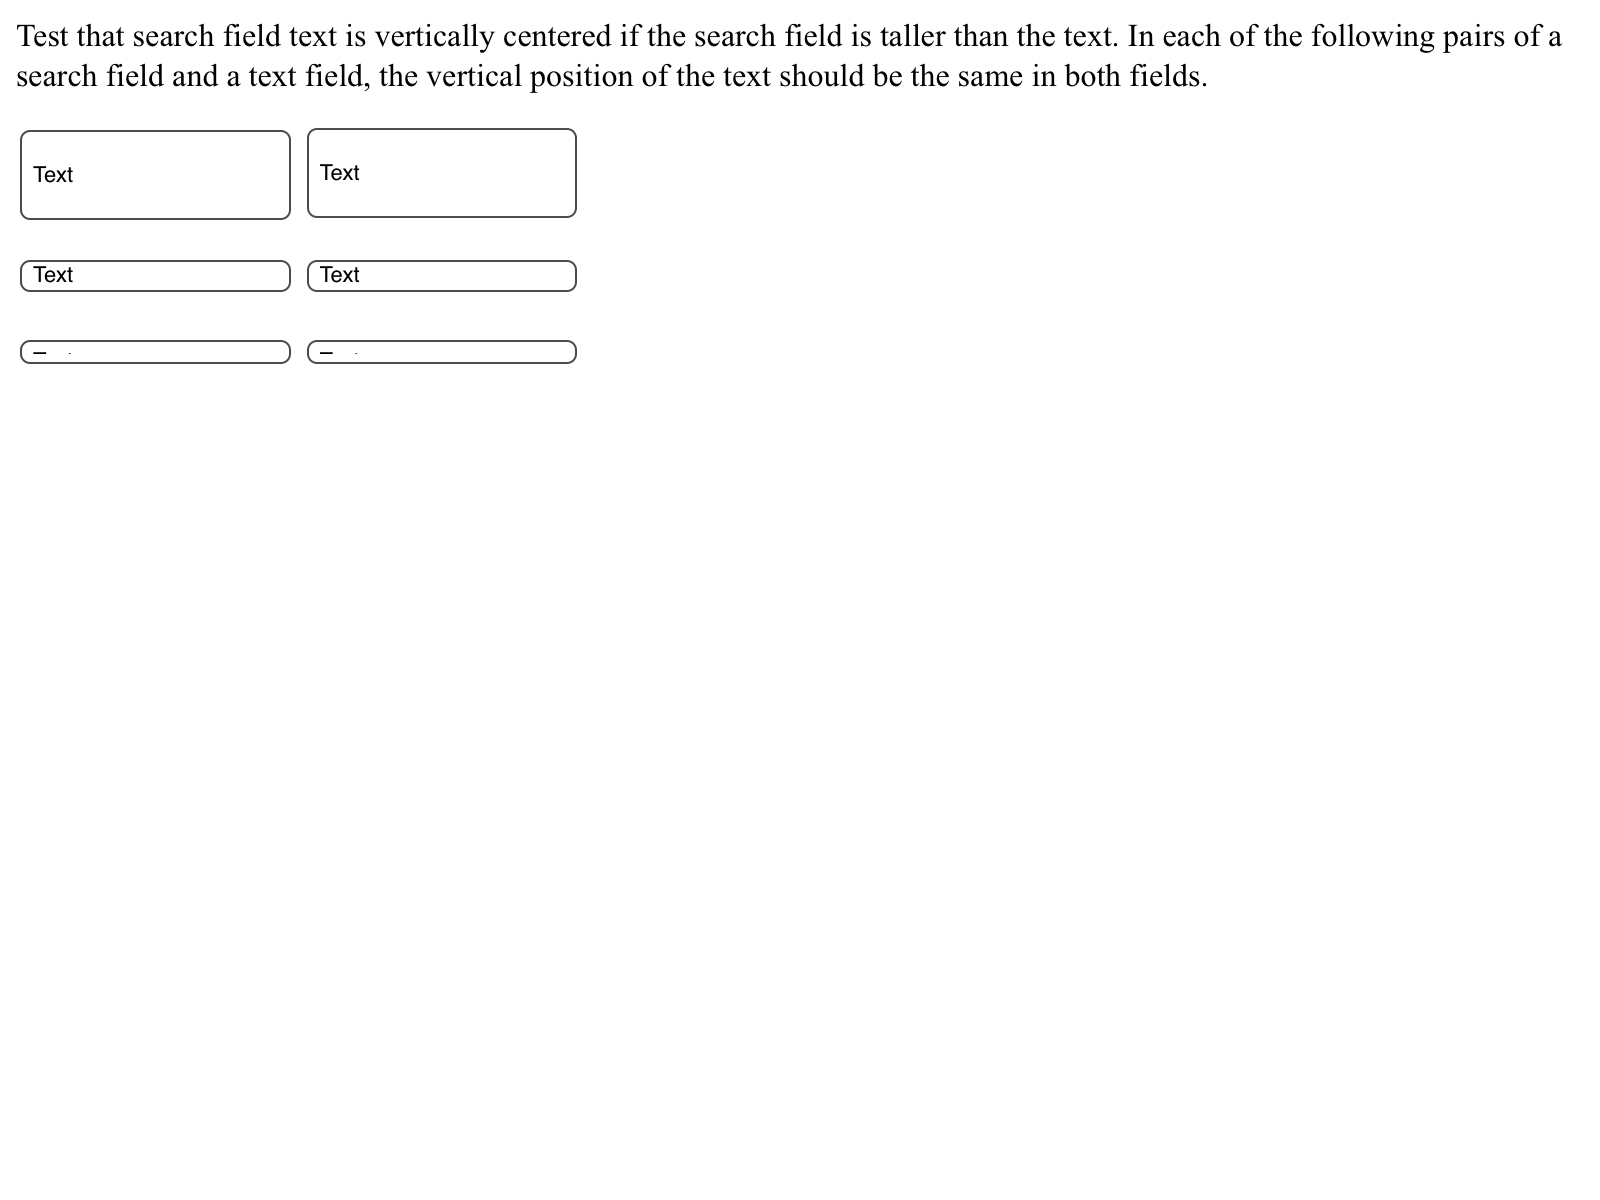 Test that search field text is vertically centered if the search field is taller than the text. In each of the following pairs of a
search field and a text field, the vertical position of the text should be the same in both fields.
Text Text
Text Text